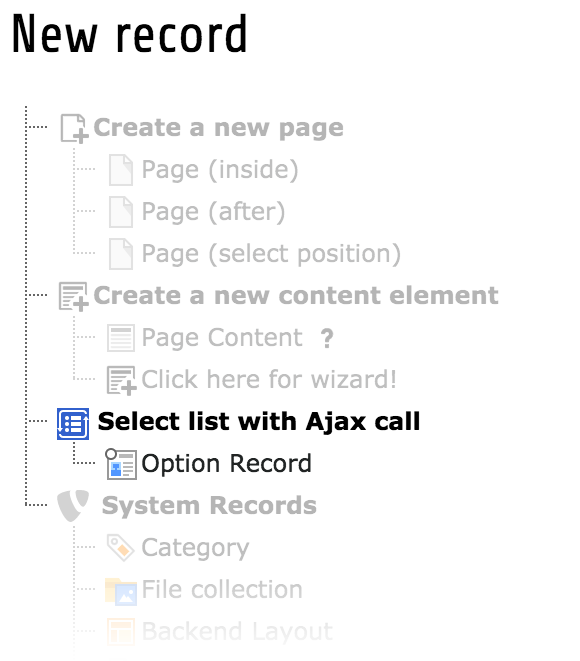 New record
Create a new page
Page (inside)
Page (after)
Page (select position)
Create a new content element
Page Content ?
Click here for wizard!
Select list with Ajax call
Option Record
System Records
Category
File collection
Backend Layout